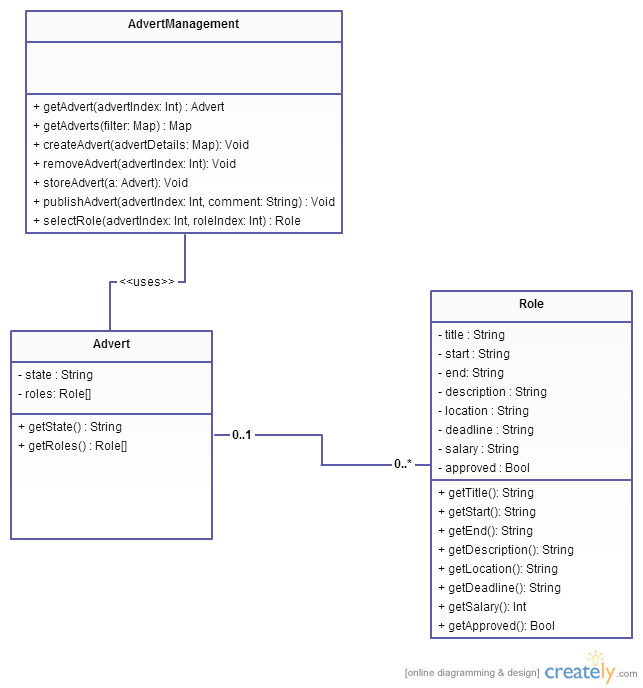 AdvertManagement
+ getAdvert(advertIndex: Int) : Advert
+ getAdverts(filter: Map) : Map
+ createAdvert(advertDetails: Map): Void
+ removeAdvert(advertIndex: Int): Void
+ storeAdvert(a: Advert): Void
+ publishAdvert(advertIndex: Int, comment: String) : Void
+ selectRole(advertIndex: Int, roleIndex: Int) : Role
<<uses>>
Advert
- state : String
- roles: Role[]
+ getState() : String
+ getRoles() : Role[]
0..1
0..*
Role
- title : String
- start : String
- end: String
- description : String
- location : String
- deadline : String
- salary : String
- approved : Bool
+ getTitle(): String
+ getStart(): String
+ getEnd(): String
+ getDescription(): String
+ getLocation(): String
+ getDeadline(): String
+ getSalary(): Int
+ getApproved(): Bool
[online diagramming & design] creately.com